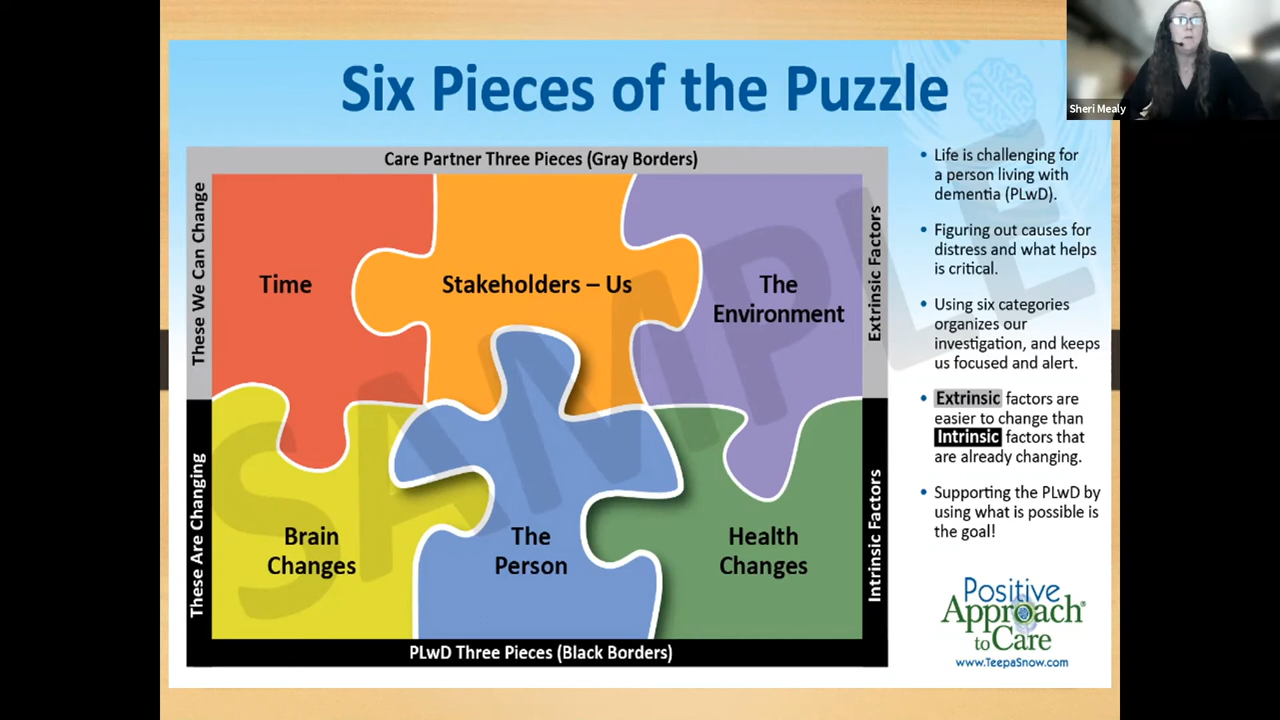 Six Pieces of the Puzzle
Sheri Mealy
Care Partner Three Pieces (Gray Borders)
These We Can Change
Extrinsic Factors
Time
Stakeholders – Us
The
Environment
These Are Changing
Intrinsic Factors
Brain
Changes
The
Person
Health
Changes
PLwD Three Pieces (Black Borders)
SAMPLE
• Life is challenging for
a person living with
dementia (PLwD).
• Figuring out causes for
distress and what helps
is critical.
• Using six categories
organizes our
investigation, and keeps
us focused and alert.
• Extrinsic factors are
easier to change than
Intrinsic factors that
are already changing.
• Supporting the PLwD by
using what is possible is
the goal!
Positive
Approach®
to Care
www.TeepaSnow.com